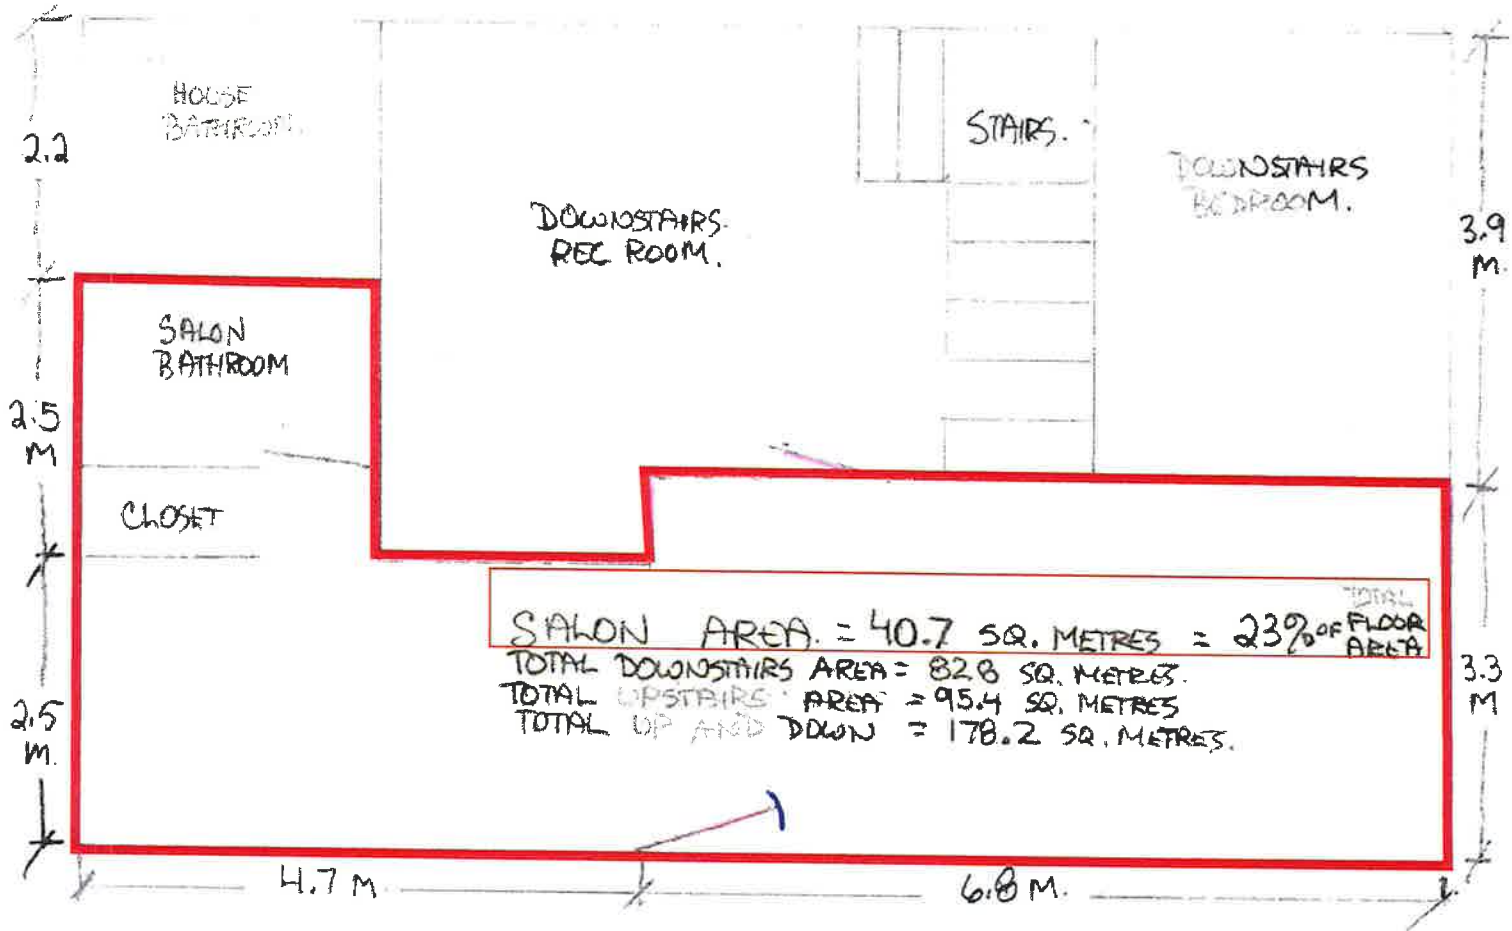 HOUSE
BATHROOM.
2.2
STAIRS.
DOWNSTAIRS
BEDROOM.
DOWNSTAIRS
REC ROOM.
3.9
M.
SALON
BATHROOM
2.5
M
CLOSET
SALON AREA. = 40.7 SQ. METRES = 23% OF TOTAL FLOOR AREA
TOTAL DOWNSTAIRS AREA = 82.8 SQ. METRES.
TOTAL UPSTAIRS AREA = 95.4 SQ. METRES
TOTAL UP AND DOWN = 178.2 SQ. METRES.
3.3
M
2.5
M.
4.7 M
6.8 M.